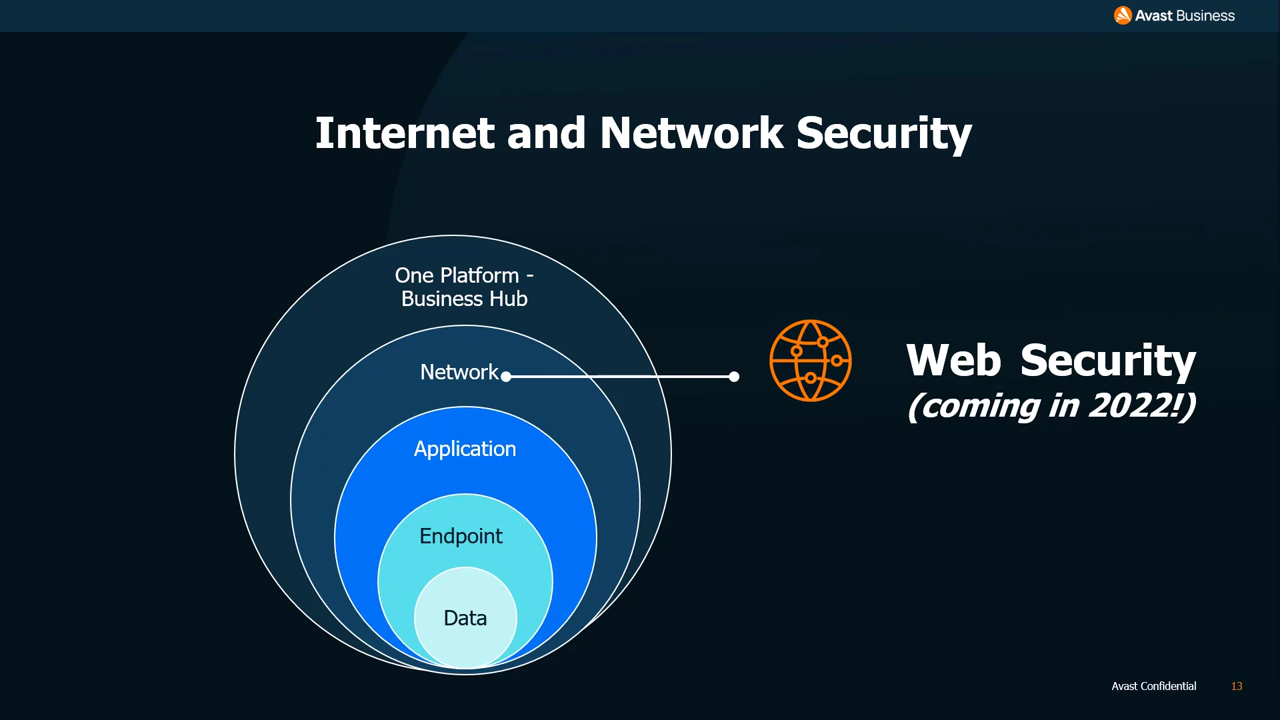 Avast Business
Internet and Network Security
One Platform -
Business Hub
Network
Application
Endpoint
Data
Web Security
(coming in 2022!)
Avast Confidential 13